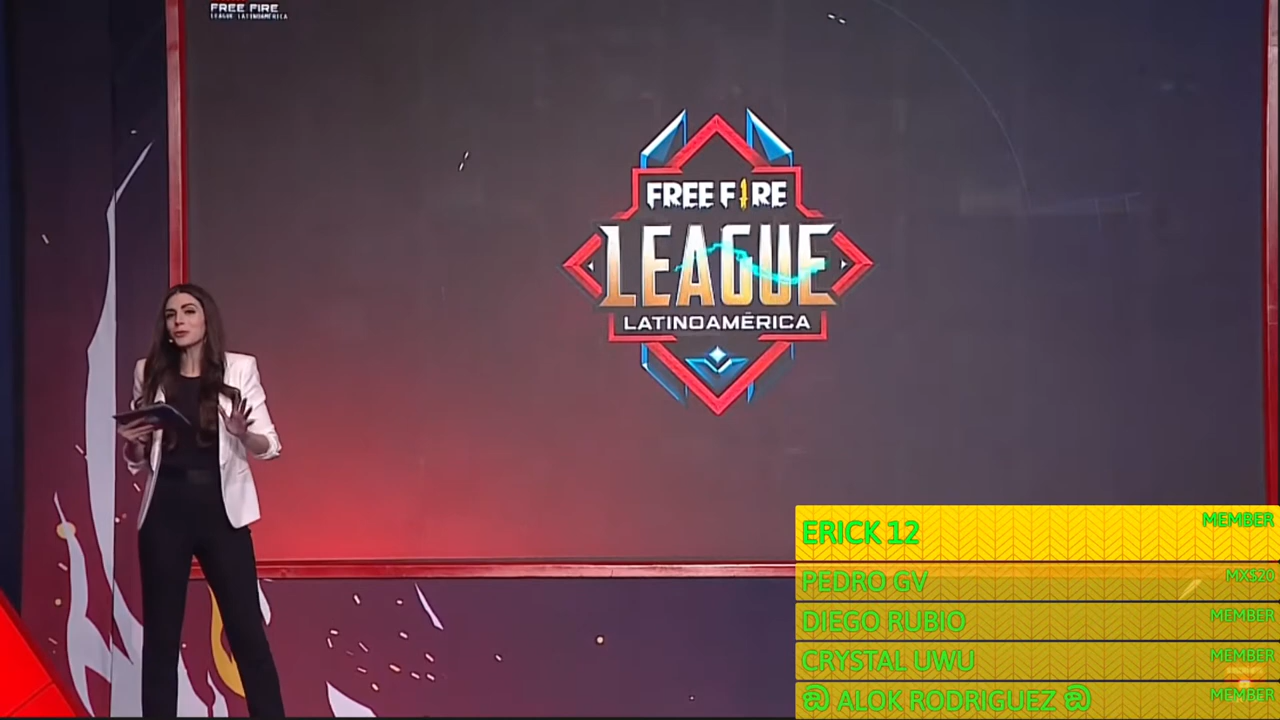 FREE FIRE
LEAGUE LATINOAMÉRICA
FREE FIRE
LEAGUE
LATINOAMÉRICA
ERICK 12 MEMBER
PEDRO GV MX$20
DIEGO RUBIO MEMBER
CRYSTAL UWU MEMBER
ඔ ALOK RODRIGUEZ ඔ MEMBER